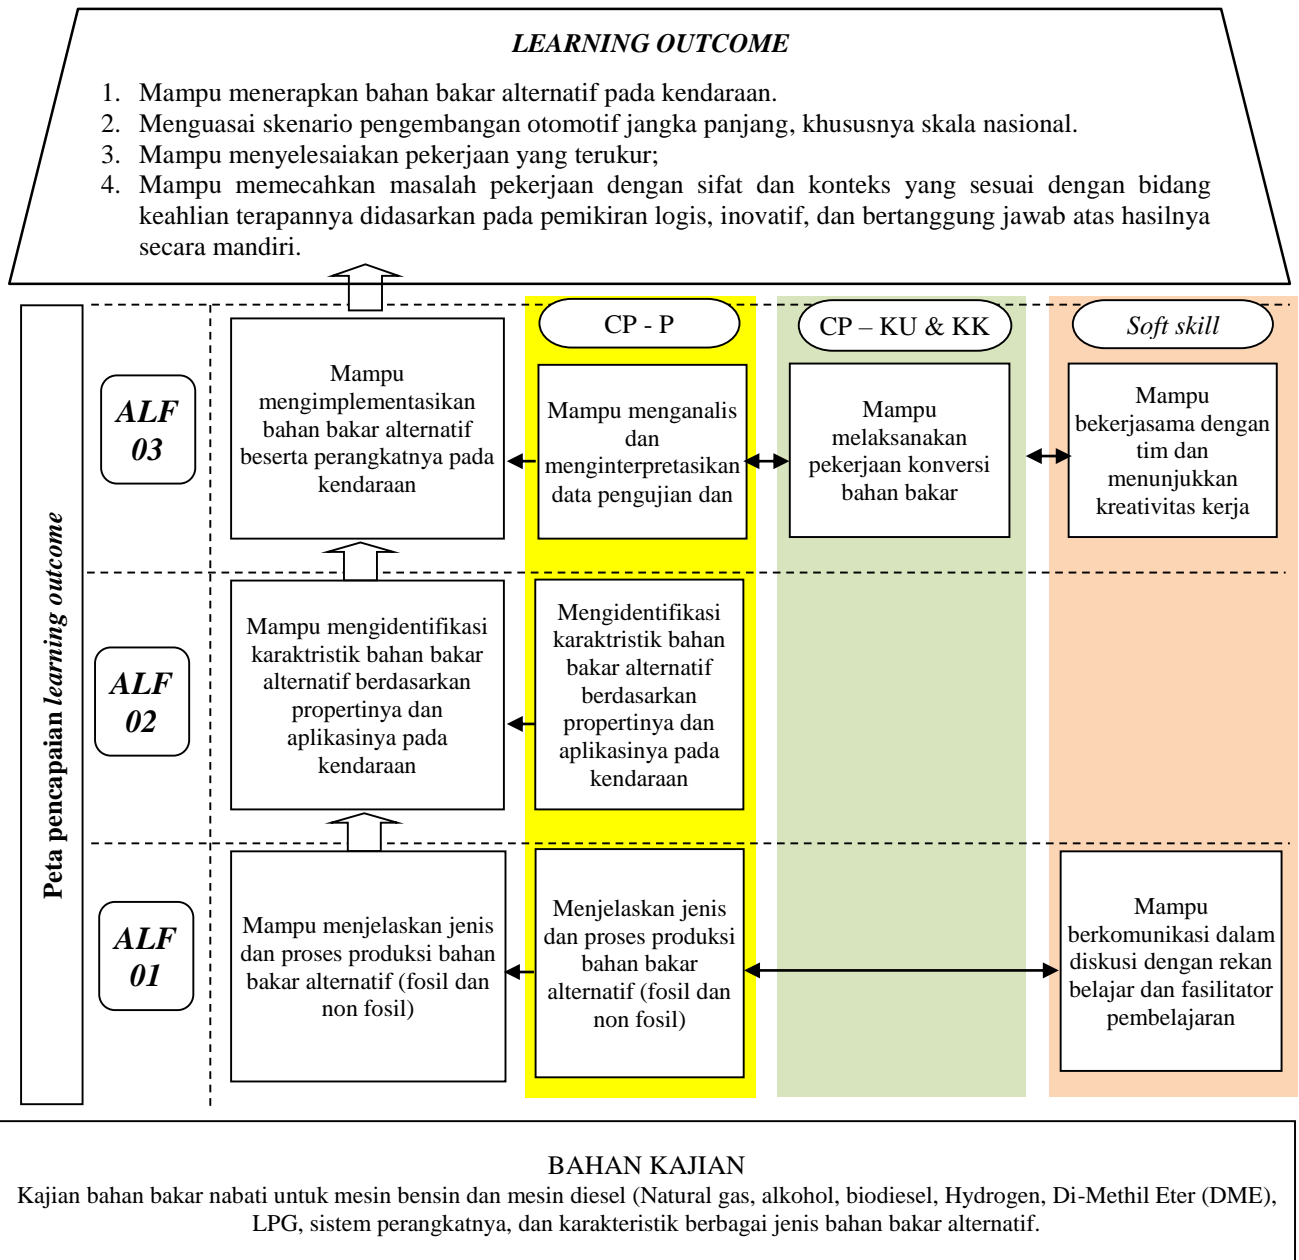 LEARNING OUTCOME
1. Mampu menerapkan bahan bakar alternatif pada kendaraan.
2. Menguasai skenario pengembangan otomotif jangka panjang, khususnya skala nasional.
3. Mampu menyelesaiakan pekerjaan yang terukur;
4. Mampu memecahkan masalah pekerjaan dengan sifat dan konteks yang sesuai dengan bidang
keahlian terapannya didasarkan pada pemikiran logis, inovatif, dan bertanggung jawab atas hasilnya
secara mandiri.
Peta pencapaian learning outcome
CP - P
CP – KU & KK
Soft skill
ALF
03
Mampu
mengimplementasikan
bahan bakar alternatif
beserta perangkatnya pada
kendaraan
Mampu menganalis
dan
menginterpretasikan
data pengujian dan
Mampu
melaksanakan
pekerjaan konversi
bahan bakar
Mampu
bekerjasama dengan
tim dan
menunjukkan
kreativitas kerja
ALF
02
Mampu mengidentifikasi
karaktristik bahan bakar
alternatif berdasarkan
propertinya dan
aplikasinya pada
kendaraan
Mengidentifikasi
karaktristik bahan
bakar alternatif
berdasarkan
propertinya dan
aplikasinya pada
kendaraan
ALF
01
Mampu menjelaskan jenis
dan proses produksi bahan
bakar alternatif (fosil dan
non fosil)
Menjelaskan jenis
dan proses produksi
bahan bakar
alternatif (fosil dan
non fosil)
Mampu
berkomunikasi dalam
diskusi dengan rekan
belajar dan fasilitator
pembelajaran
BAHAN KAJIAN
Kajian bahan bakar nabati untuk mesin bensin dan mesin diesel (Natural gas, alkohol, biodiesel, Hydrogen, Di-Methil Eter (DME),
LPG, sistem perangkatnya, dan karakteristik berbagai jenis bahan bakar alternatif.